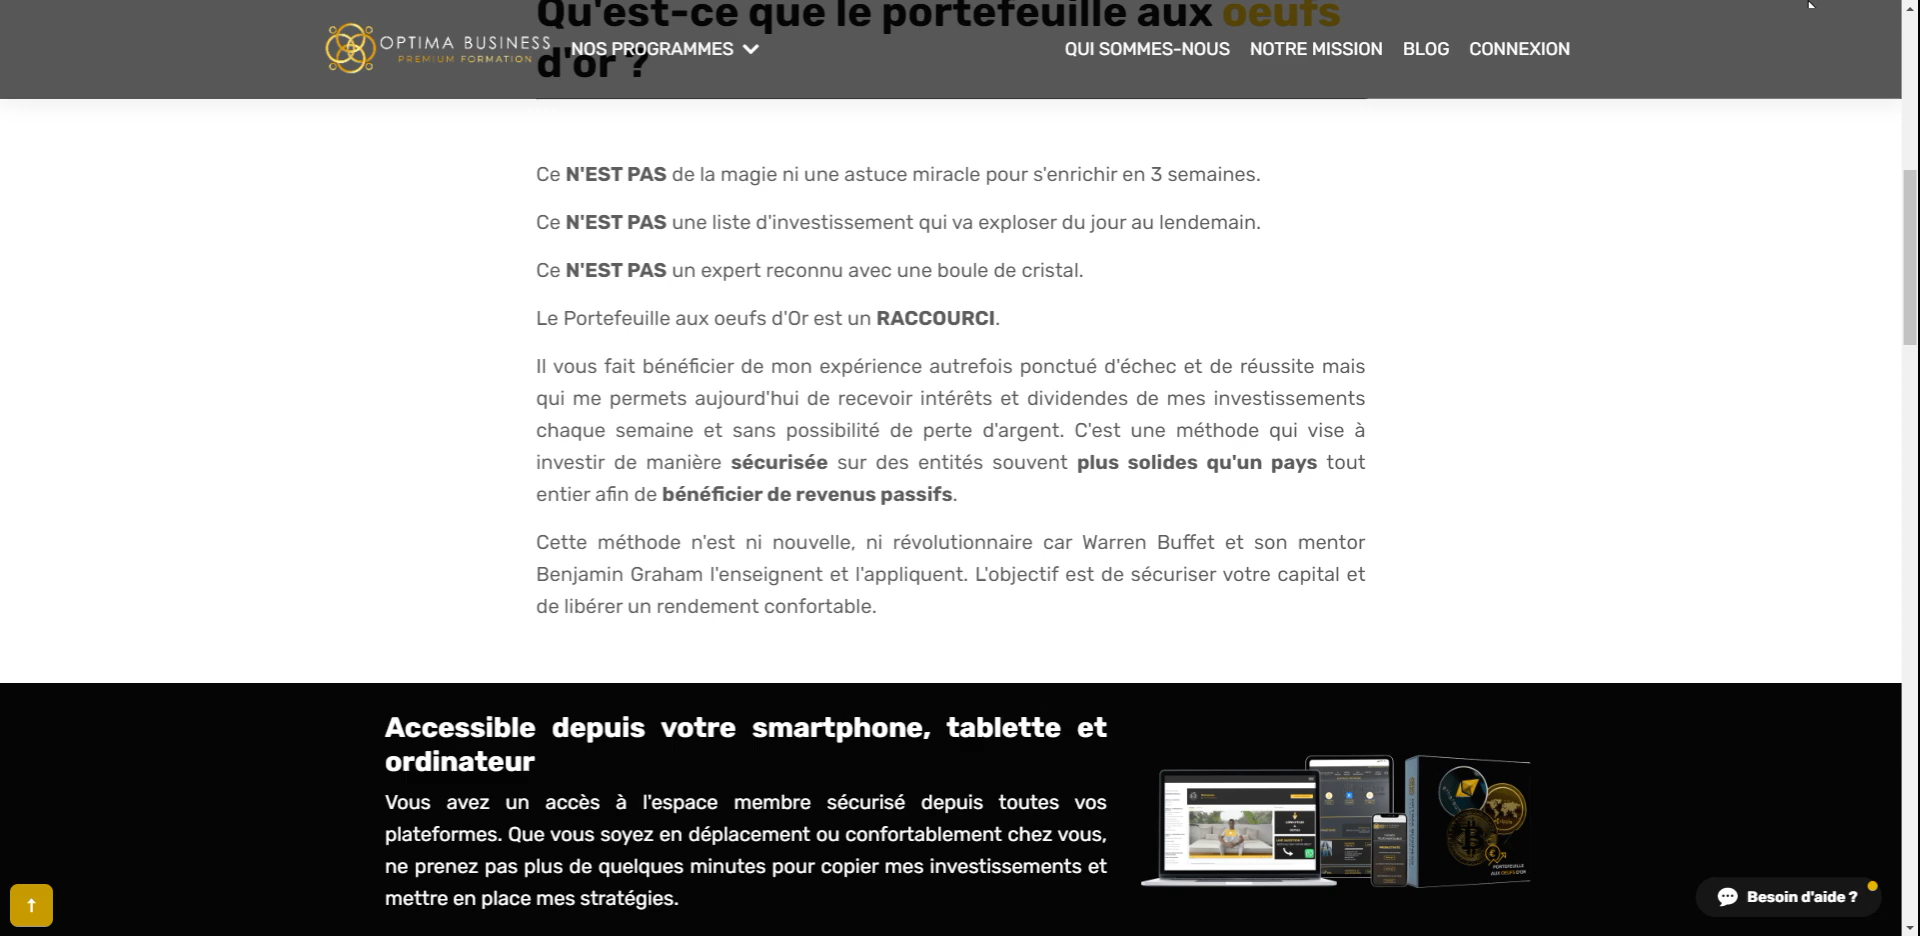 Qu'est-ce que le portefeuille aux oeufs
d'or ?
OPTIMA BUSINESS
PREMIUM FORMATION
NOS PROGRAMMES
QUI SOMMES-NOUS
NOTRE MISSION
BLOG
CONNEXION
Ce N'EST PAS de la magie ni une astuce miracle pour s'enrichir en 3 semaines.
Ce N'EST PAS une liste d'investissement qui va exploser du jour au lendemain.
Ce N'EST PAS un expert reconnu avec une boule de cristal.
Le Portefeuille aux oeufs d'Or est un RACCOURCI.
Il vous fait bénéficier de mon expérience autrefois ponctué d'échec et de réussite mais
qui me permets aujourd'hui de recevoir intérêts et dividendes de mes investissements
chaque semaine et sans possibilité de perte d'argent. C'est une méthode qui vise à
investir de manière sécurisée sur des entités souvent plus solides qu'un pays tout
entier afin de bénéficier de revenus passifs.
Cette méthode n'est ni nouvelle, ni révolutionnaire car Warren Buffet et son mentor
Benjamin Graham l'enseignent et l'appliquent. L'objectif est de sécuriser votre capital et
de libérer un rendement confortable.
Accessible depuis votre smartphone, tablette et
ordinateur
Vous avez un accès à l'espace membre sécurisé depuis toutes vos
plateformes. Que vous soyez en déplacement ou confortablement chez vous,
ne prenez pas plus de quelques minutes pour copier mes investissements et
mettre en place mes stratégies.
PORTEFEUILLE
AUX OEUFS D'OR
Besoin d'aide ?